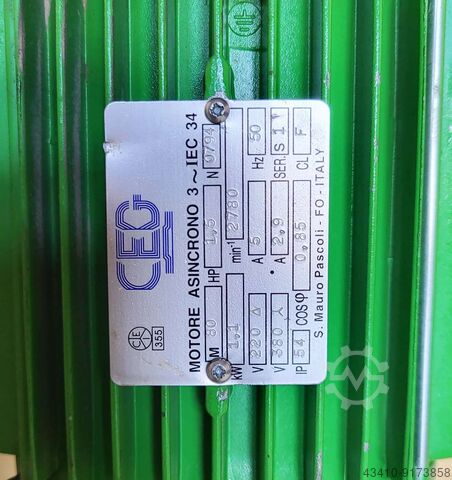 CEG
MOTORE ASINCRONO 3~IEC 34
M 80 HP 1,5 N 0794
kW 1,1 min-1 2780
V 220 Δ A 5 Hz 50
V 380 Y A 2,9 SER. S 1
IP 54 COSφ 0,85 CL F
S. Mauro Pascoli - FO - ITALY
CEI
355
43410-9173858